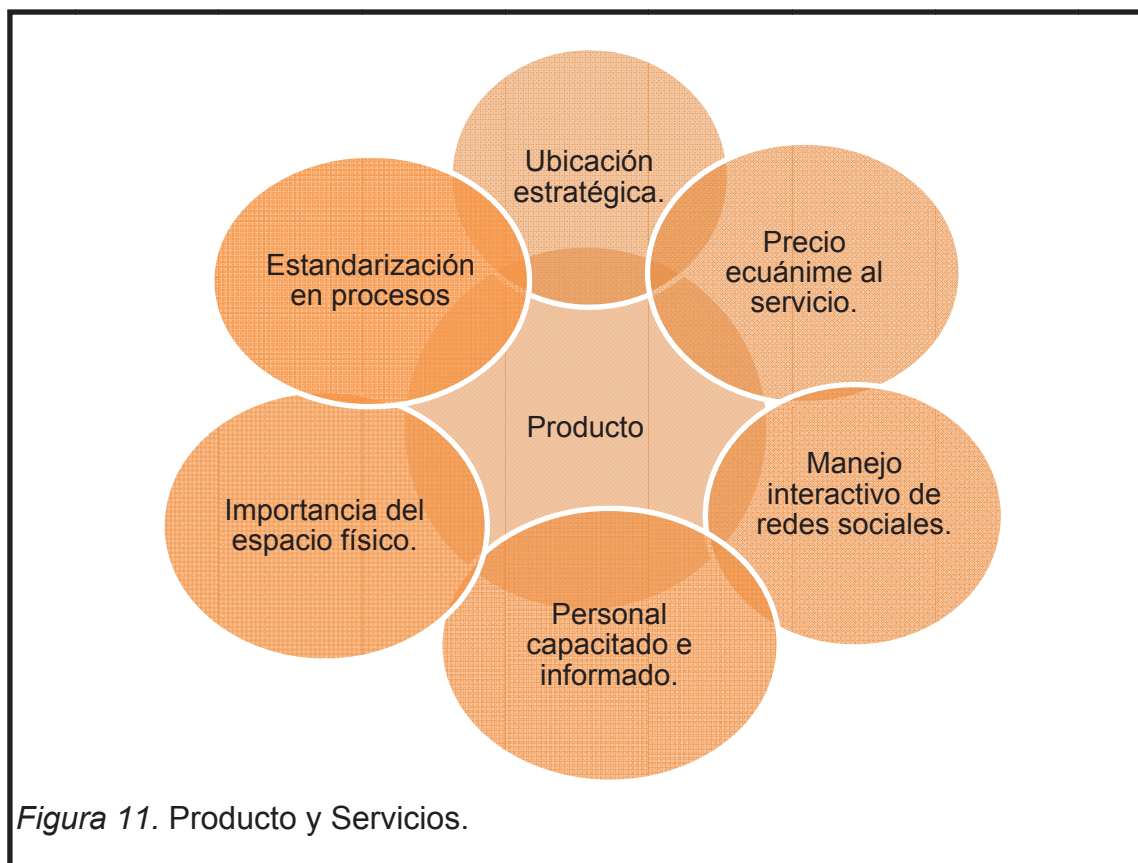 Ubicación
estratégica.
Precio
ecuánime al
servicio.
Manejo
interactivo de
redes sociales.
Personal
capacitado e
informado.
Importancia del
espacio físico.
Estandarización
en procesos
Producto
Figura 11. Producto y Servicios.